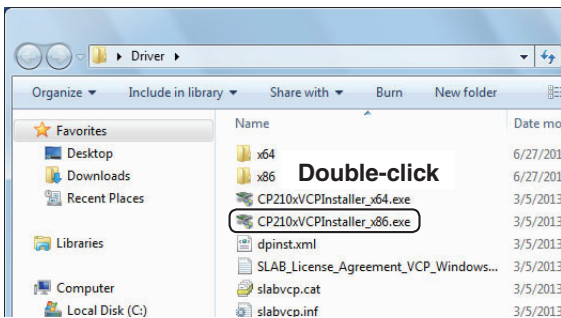 Driver
Organize Include in library Share with Burn New folder
Favorites
Desktop
Downloads
Recent Places
Libraries
Computer
Local Disk (C:)
Name Date mo
x64 6/27/201
x86 6/27/201
Double-click
CP210xVCPInstaller_x64.exe 3/5/2013
CP210xVCPInstaller_x86.exe 3/5/2013
dpinst.xml 3/5/2013
SLAB_License_Agreement_VCP_Windows... 3/5/2013
slabvcp.cat 3/5/2013
slabvcp.inf 3/5/2013